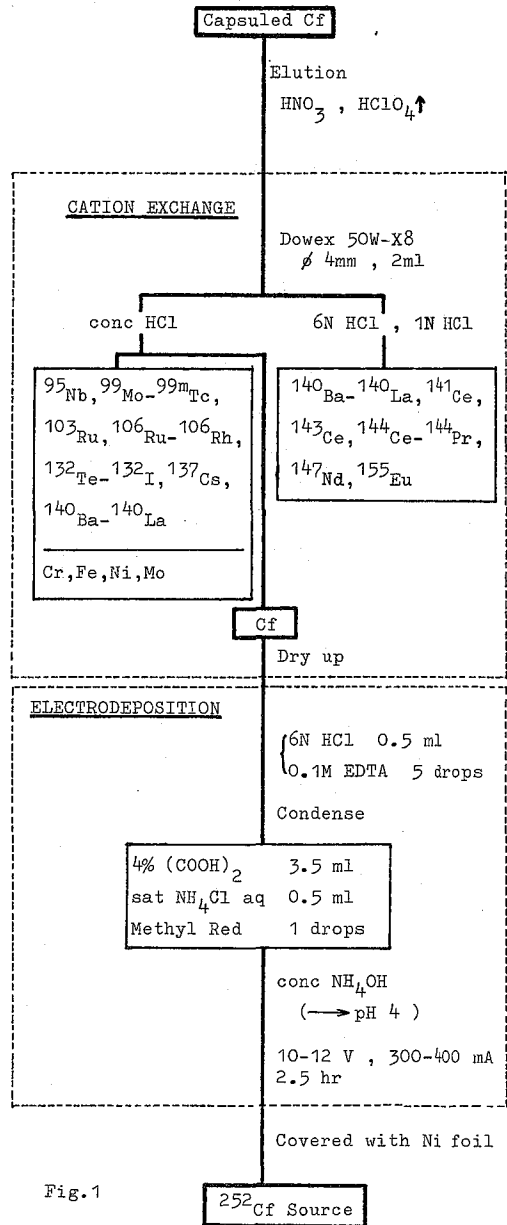 Capsuled Cf
Elution
HNO₃ , HClO₄↑
CATION EXCHANGE
Dowex 50W-X8
ø 4mm , 2ml
conc HCl
6N HCl , 1N HCl
⁹⁵Nb,⁹⁹Mo-⁹⁹ᵐTc,
¹⁰³Ru,¹⁰⁶Ru-¹⁰⁶Rh,
¹³²Te-¹³²I,¹³⁷Cs,
¹⁴⁰Ba-¹⁴⁰La
Cr,Fe,Ni,Mo
¹⁴⁰Ba-¹⁴⁰La,¹⁴¹Ce,
¹⁴³Ce,¹⁴⁴Ce-¹⁴⁴Pr,
¹⁴⁷Nd,¹⁵⁵Eu
Cf
Dry up
ELECTRODEPOSITION
6N HCl 0.5 ml
0.1M EDTA 5 drops
Condense
4% (COOH)₂ 3.5 ml
sat NH₄Cl aq 0.5 ml
Methyl Red 1 drops
conc NH₄OH
(→ pH 4 )
10-12 V , 300-400 mA
2.5 hr
Covered with Ni foil
Fig.1
²⁵²Cf Source